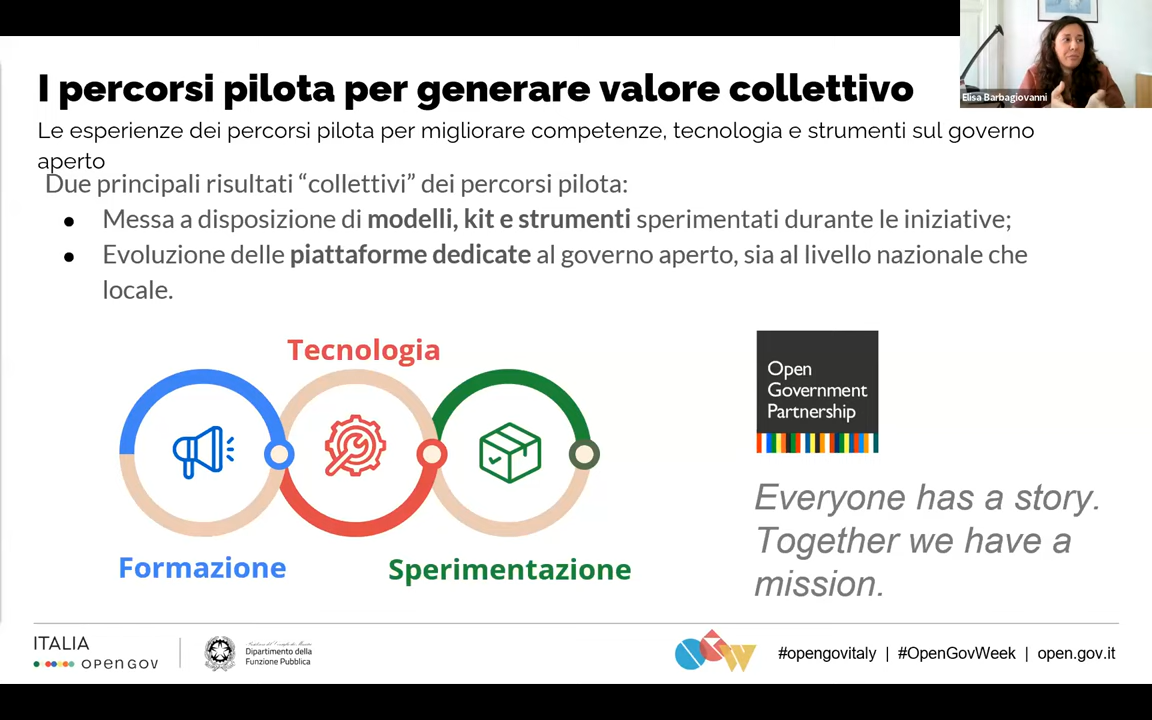 I percorsi pilota per generare valore collettivo
Elisa Barbagiovanni
Le esperienze dei percorsi pilota per migliorare competenze, tecnologia e strumenti sul governo
aperto
Due principali risultati “collettivi” dei percorsi pilota:
● Messa a disposizione di modelli, kit e strumenti sperimentati durante le iniziative;
● Evoluzione delle piattaforme dedicate al governo aperto, sia al livello nazionale che
locale.
Tecnologia
Formazione
Sperimentazione
Open
Government
Partnership
Everyone has a story.
Together we have a
mission.
ITALIA
OPENGOV
Dipartimento della
Funzione Pubblica
OGW
#opengovitaly | #OpenGovWeek | open.gov.it